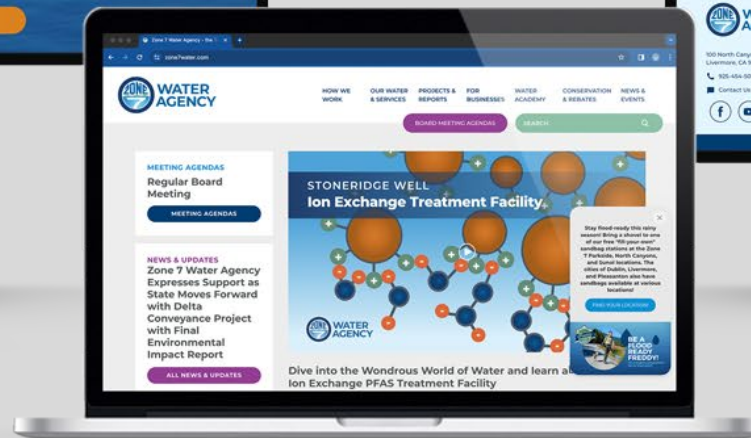 Zone 7 Water Agency - the
zone7water.com
ZONE
7
WATER
AGENCY
HOW WE
WORK
OUR WATER
& SERVICES
PROJECTS &
REPORTS
FOR
BUSINESSES
WATER
ACADEMY
CONSERVATION
& REBATES
NEWS &
EVENTS
BOARD MEETING AGENDAS
SEARCH
MEETING AGENDAS
Regular Board
Meeting
MEETING AGENDAS
NEWS & UPDATES
Zone 7 Water Agency
Expresses Support as
State Moves Forward
with Delta
Conveyance Project
with Final
Environmental
Impact Report
ALL NEWS & UPDATES
STONERIDGE WELL
Ion Exchange Treatment Facility
ZONE
7
WATER
AGENCY
Dive into the Wondrous World of Water and learn a
Ion Exchange PFAS Treatment Facility
Stay flood-ready this rainy
season! Bring a shovel to one
of our free "fill-your-own"
sandbag stations at the Zone
7 Parkside, North Canyons,
and Sunol locations. The
cities of Dublin, Livermore,
and Pleasanton also have
sandbags available at various
locations!
FIND YOUR LOCATION
BE A
FLOOD
READY
FREDDY!
ZONE
7
W
A
100 North Cany
Livermore, CA 9
925-454-50
Contact Us